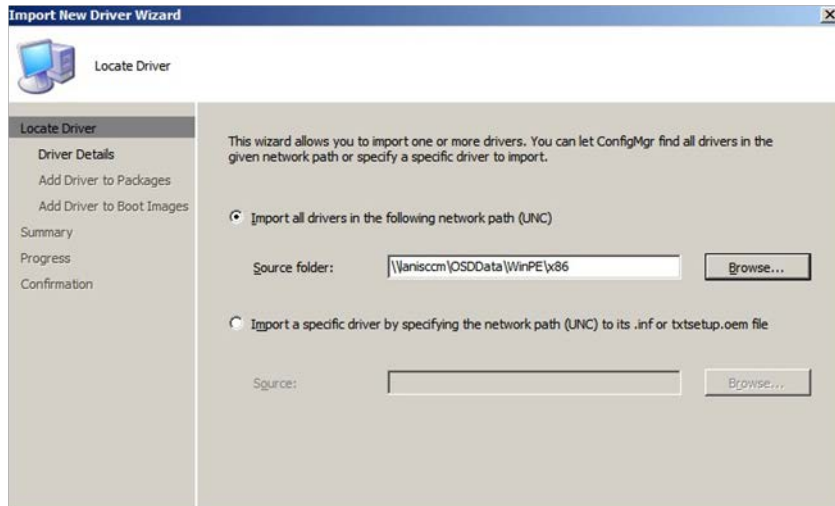 Import New Driver Wizard
Locate Driver
Locate Driver
Driver Details
Add Driver to Packages
Add Driver to Boot Images
Summary
Progress
Confirmation
This wizard allows you to import one or more drivers. You can let ConfigMgr find all drivers in the
given network path or specify a specific driver to import.
Import all drivers in the following network path (UNC)
Source folder: \\lanisccm\OSDData\WinPE\x86 Browse...
Import a specific driver by specifying the network path (UNC) to its .inf or txtsetup.oem file
Source: Browse...